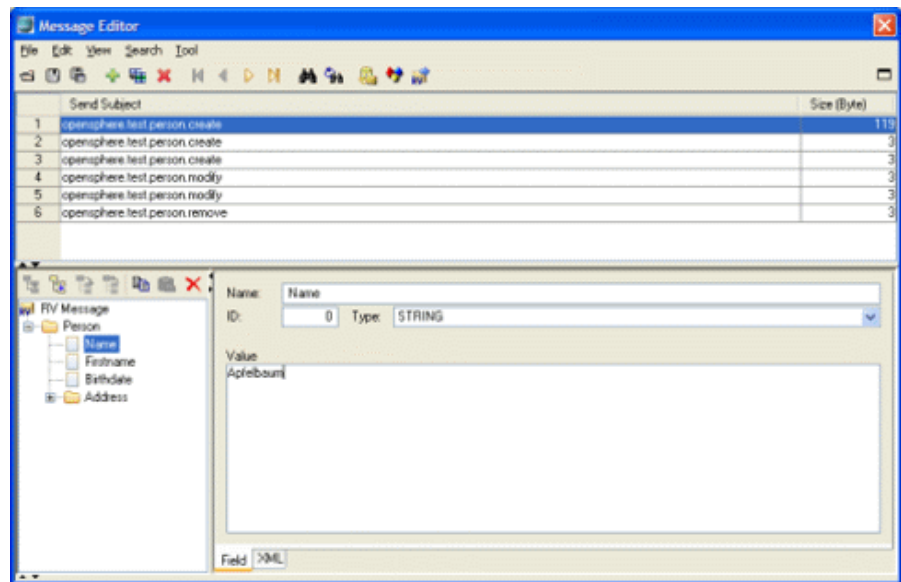 Message Editor
File Edit View Search Tool
Send Subject Size (Byte)
1 opensphere.test.person.create 119
2 opensphere.test.person.create 3
3 opensphere.test.person.create 3
4 opensphere.test.person.modify 3
5 opensphere.test.person.modify 3
6 opensphere.test.person.remove 3
RV Message
Person
Name
Firstname
Birthdate
Address
Name: Name
ID: 0 Type: STRING
Value
Apfelbaum
Field XML